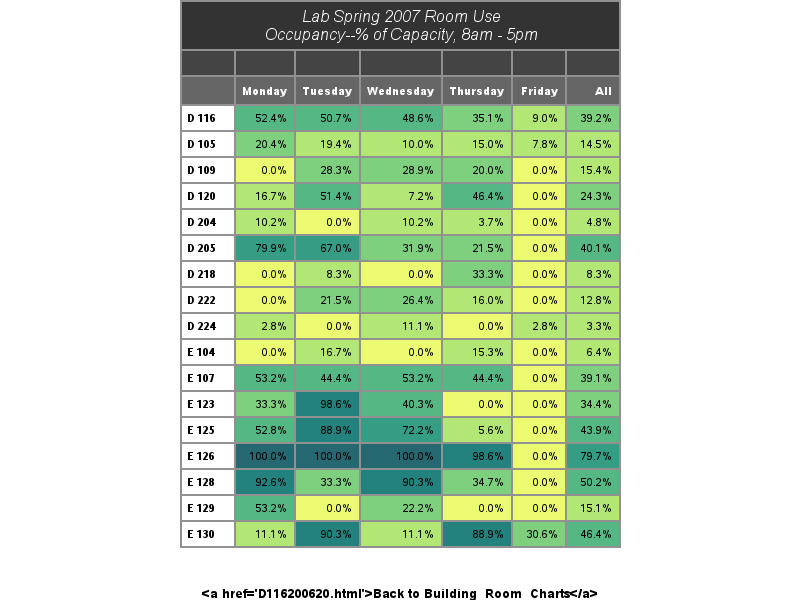 Lab Spring 2007 Room Use
Occupancy--% of Capacity, 8am - 5pm
Monday Tuesday Wednesday Thursday Friday All
D 116 52.4% 50.7% 48.6% 35.1% 9.0% 39.2%
D 105 20.4% 19.4% 10.0% 15.0% 7.8% 14.5%
D 109 0.0% 28.3% 28.9% 20.0% 0.0% 15.4%
D 120 16.7% 51.4% 7.2% 46.4% 0.0% 24.3%
D 204 10.2% 0.0% 10.2% 3.7% 0.0% 4.8%
D 205 79.9% 67.0% 31.9% 21.5% 0.0% 40.1%
D 218 0.0% 8.3% 0.0% 33.3% 0.0% 8.3%
D 222 0.0% 21.5% 26.4% 16.0% 0.0% 12.8%
D 224 2.8% 0.0% 11.1% 0.0% 2.8% 3.3%
E 104 0.0% 16.7% 0.0% 15.3% 0.0% 6.4%
E 107 53.2% 44.4% 53.2% 44.4% 0.0% 39.1%
E 123 33.3% 98.6% 40.3% 0.0% 0.0% 34.4%
E 125 52.8% 88.9% 72.2% 5.6% 0.0% 43.9%
E 126 100.0% 100.0% 100.0% 98.6% 0.0% 79.7%
E 128 92.6% 33.3% 90.3% 34.7% 0.0% 50.2%
E 129 53.2% 0.0% 22.2% 0.0% 0.0% 15.1%
E 130 11.1% 90.3% 11.1% 88.9% 30.6% 46.4%
<a href='D116200620.html'>Back to Building_Room_Charts</a>